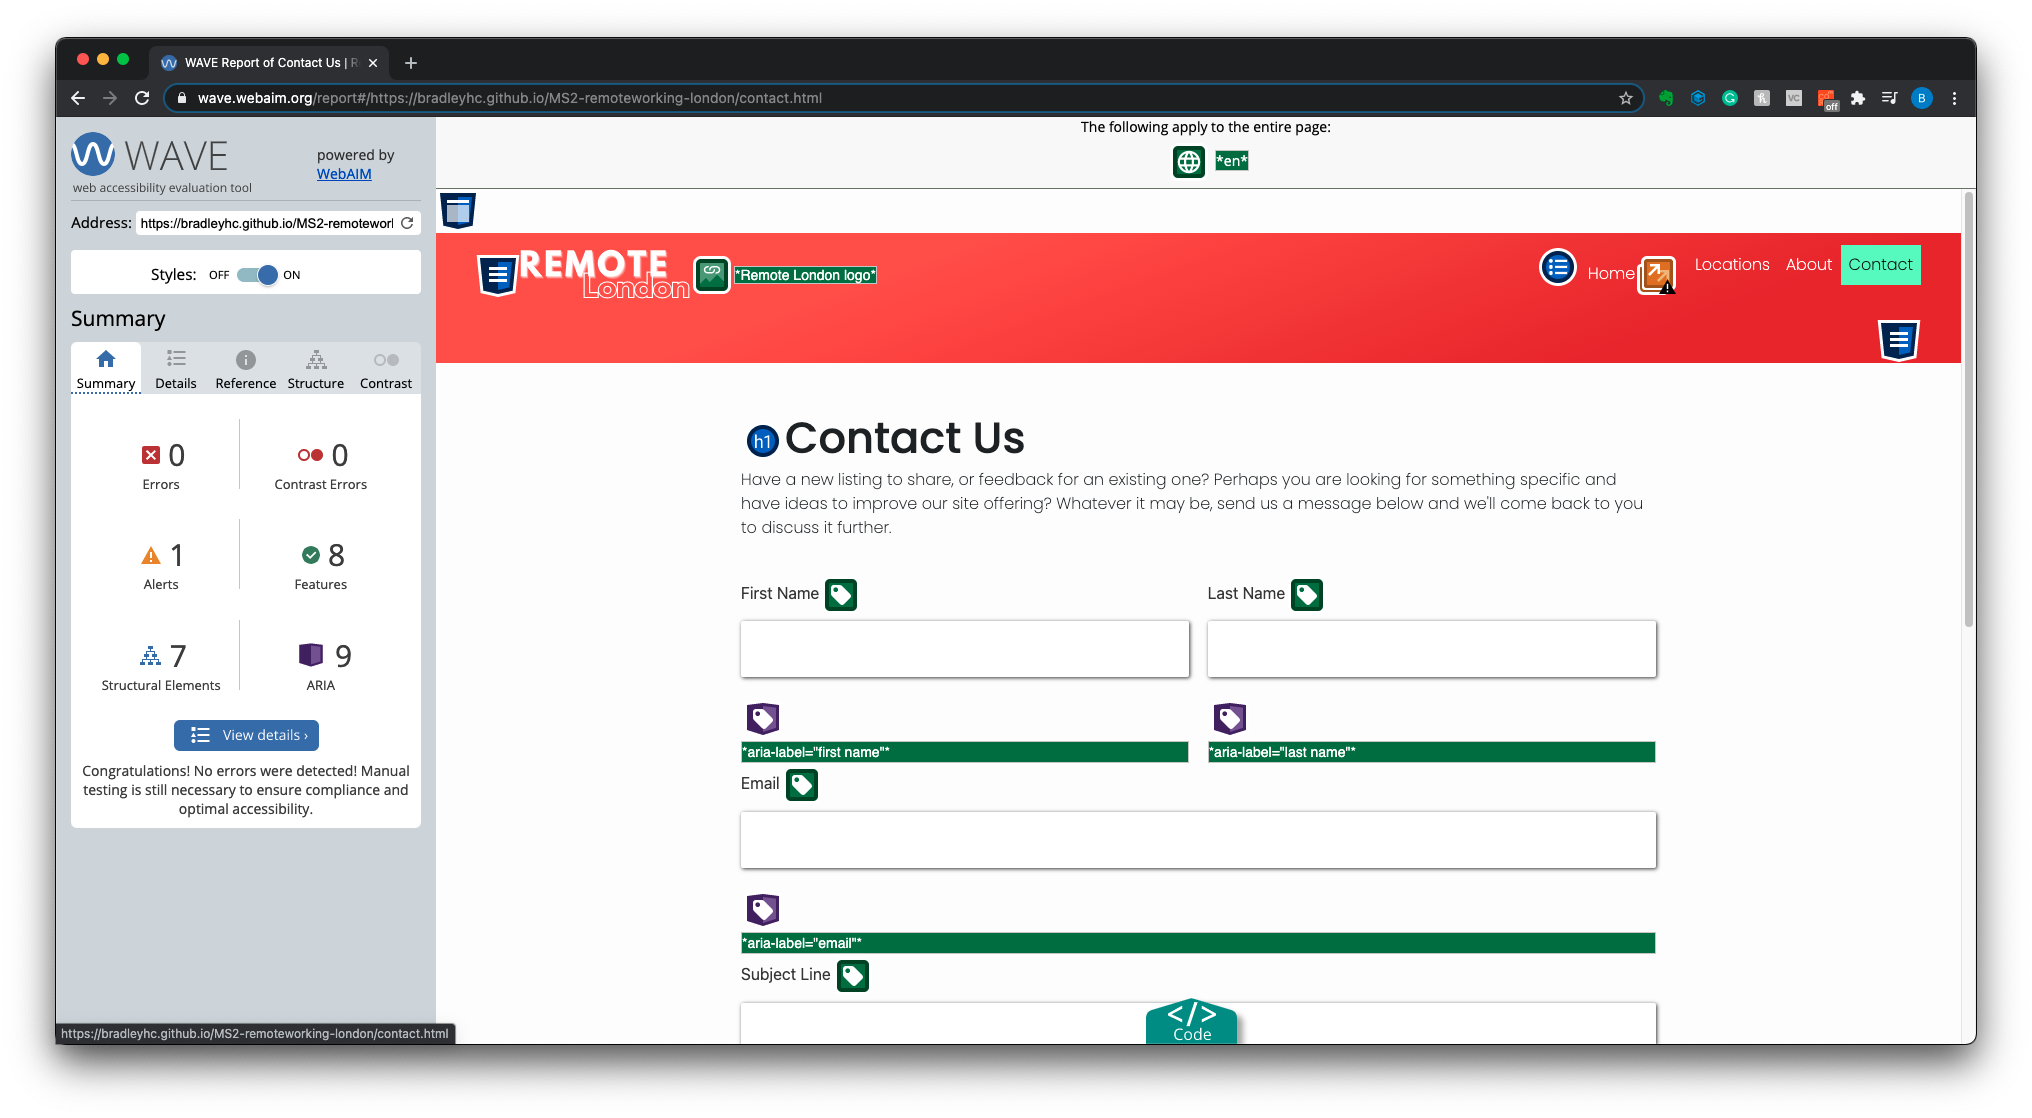 WAVE Report of Contact Us | R
wave.webaim.org/report#/https://bradleyhc.github.io/MS2-remoteworking-london/contact.html
VC
off
B
WAVE
web accessibility evaluation tool
powered by
WebAIM
Address: https://bradleyhc.github.io/MS2-remotework
Styles: OFF ON
Summary
Summary Details Reference Structure Contrast
0 Errors
0 Contrast Errors
1 Alerts
8 Features
7 Structural Elements
9 ARIA
View details ›
Congratulations! No errors were detected! Manual
testing is still necessary to ensure compliance and
optimal accessibility.
https://bradleyhc.github.io/MS2-remoteworking-london/contact.html
The following apply to the entire page:
*en*
REMOTE
London
*Remote London logo*
Home Locations About Contact
h1 Contact Us
Have a new listing to share, or feedback for an existing one? Perhaps you are looking for something specific and
have ideas to improve our site offering? Whatever it may be, send us a message below and we'll come back to you
to discuss it further.
First Name Last Name
*aria-label="first name"* *aria-label="last name"*
Email
*aria-label="email"*
Subject Line
</>
Code